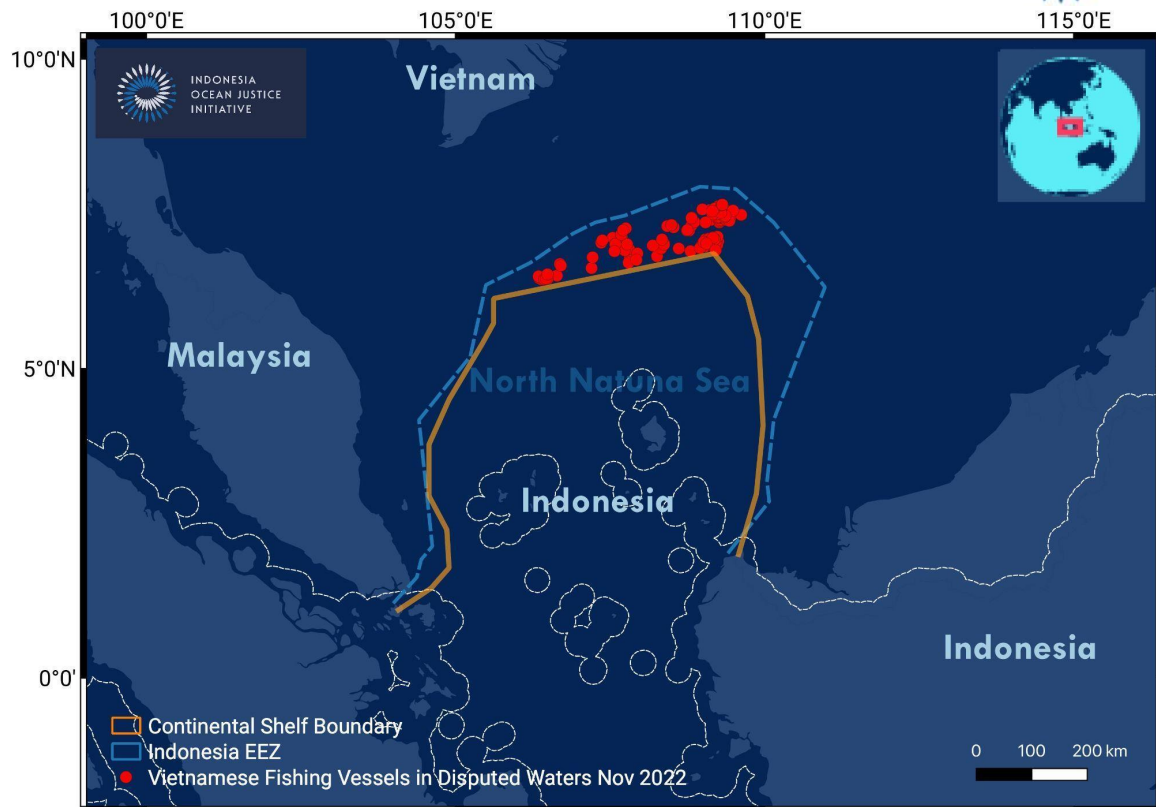 100°0'E 105°0'E 110°0'E 115°0'E
10°0'N
INDONESIA
OCEAN JUSTICE
INITIATIVE
Vietnam
5°0'N
Malaysia
North Natuna Sea
Indonesia
Indonesia
0°0'
Continental Shelf Boundary
Indonesia EEZ
Vietnamese Fishing Vessels in Disputed Waters Nov 2022
0 100 200 km